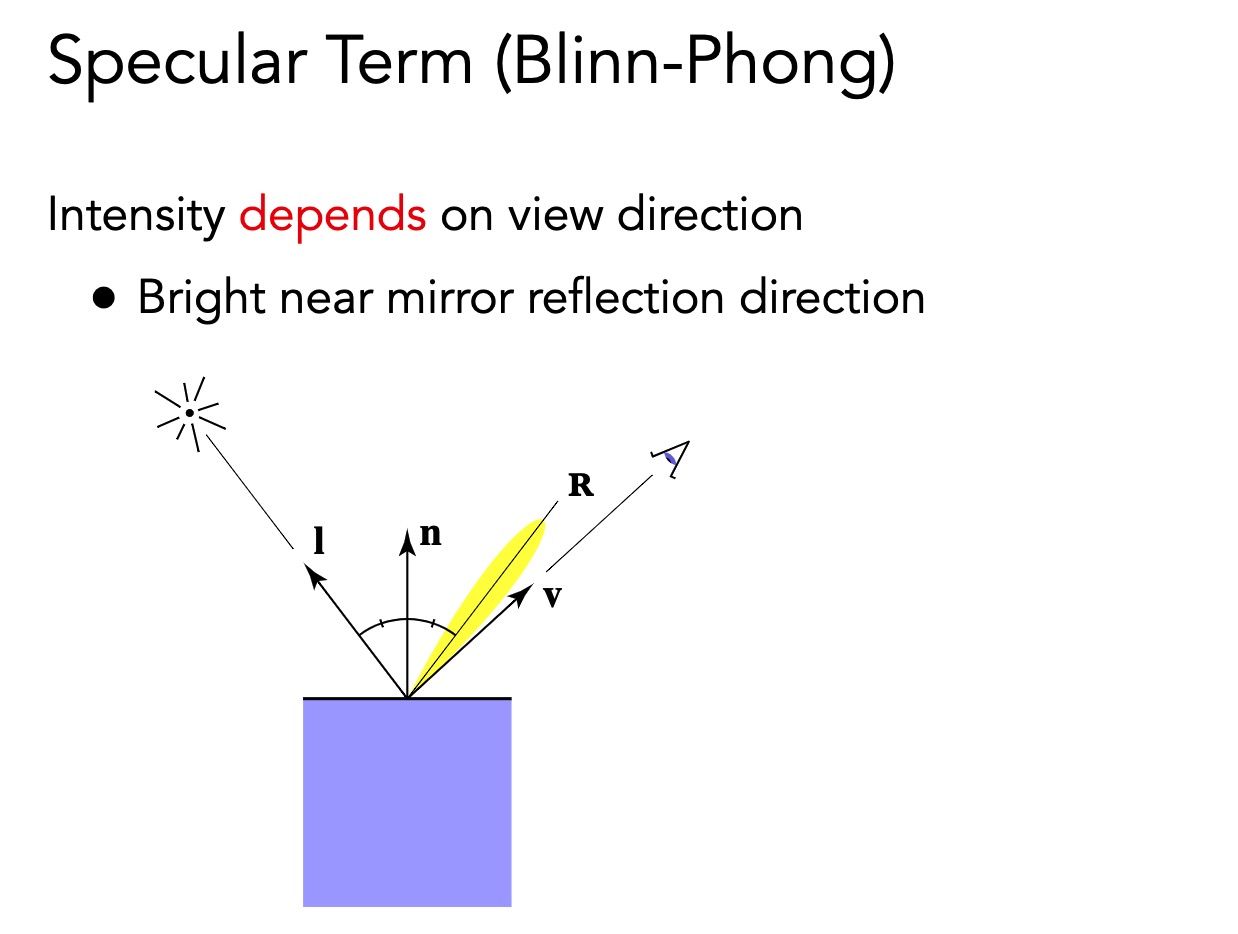 Specular Term (Blinn-Phong)
Intensity depends on view direction
● Bright near mirror reflection direction
R
l
n
v